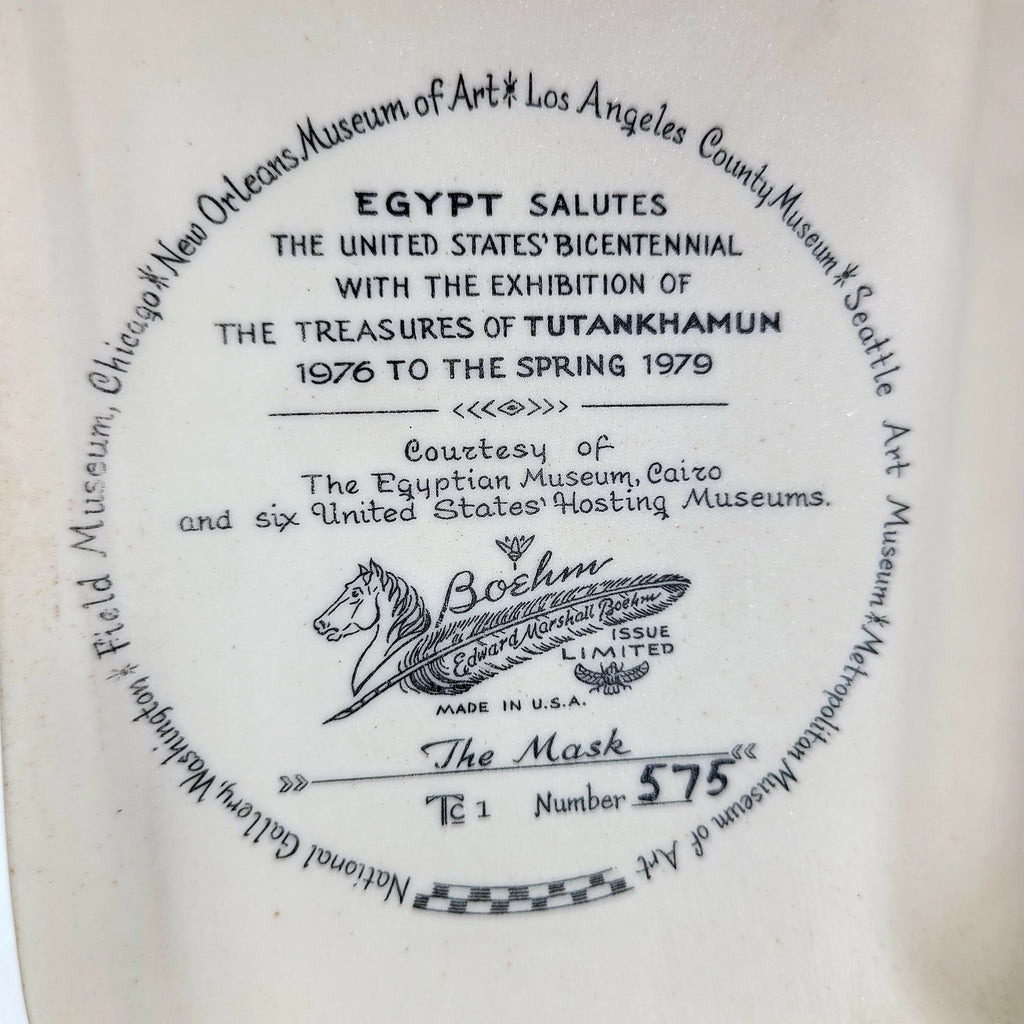 National Gallery, Washington * Field Museum, Chicago * New Orleans Museum of Art * Los Angeles County Museum * Seattle Art Museum * Metropolitan Museum of Art
EGYPT SALUTES
THE UNITED STATES' BICENTENNIAL
WITH THE EXHIBITION OF
THE TREASURES OF TUTANKHAMUN
1976 TO THE SPRING 1979
Courtesy of
The Egyptian Museum, Cairo
and six United States' Hosting Museums.
Boehm
Edward Marshall Boehm
ISSUE
LIMITED
MADE IN U.S.A.
The Mask
Tc 1 Number 575